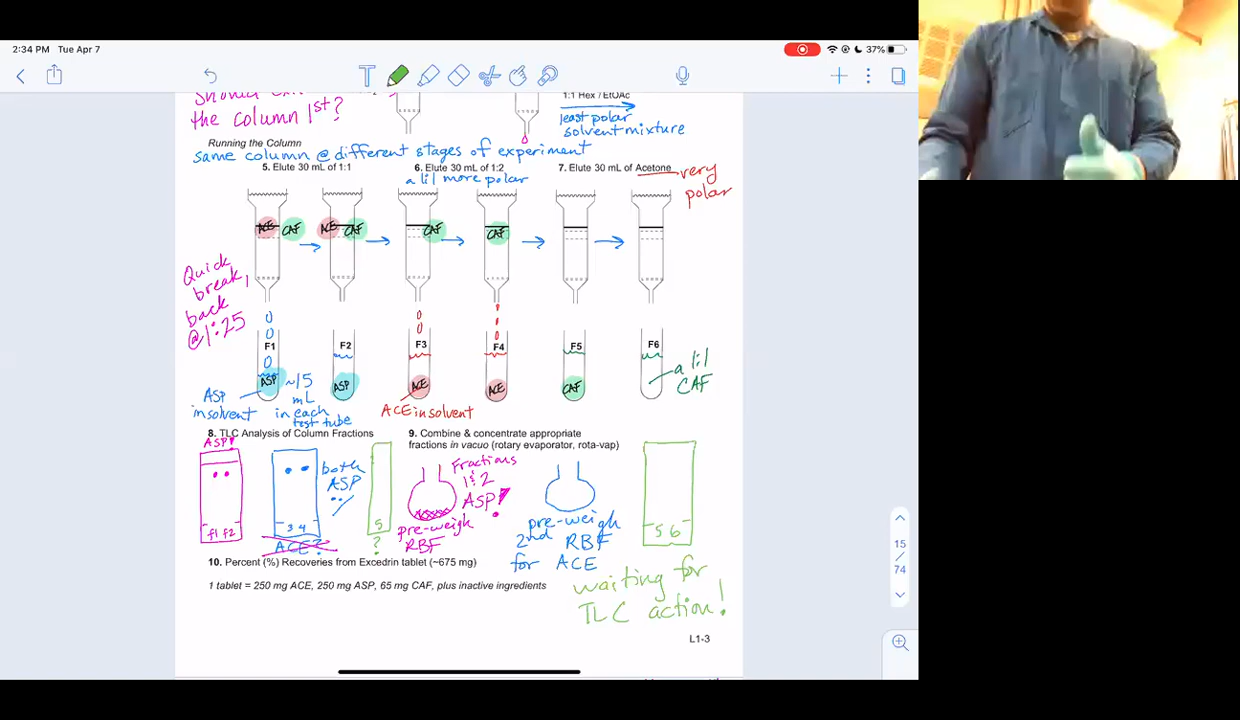 2:34 PM Tue Apr 7
37%
the column 1st?
1:1 Hex / EtOAc
least polar
solvent mixture
Running the Column
same column @ different stages of experiment
5. Elute 30 mL of 1:1
6. Elute 30 mL of 1:2
7. Elute 30 mL of Acetone
a lil more polar
very
polar
ACE CAF
ACE CAF
CAF
CAF
Quick
break,
back
@ 1:25
F1
F2
F3
F4
F5
F6
ASP
ASP
ACE
ACE
CAF
a lil
CAF
ASP
insolvent
~15
mL
in each
test tube
ACE insolvent
8. TLC Analysis of Column Fractions
9. Combine & concentrate appropriate
fractions in vacuo (rotary evaporator, rota-vap)
ASP!
F1 F2
3 4
both
ASP
ACE?
5
?
Fractions
1 & 2
ASP!
pre-weigh
RBF
pre-weigh
2nd RBF
for ACE
5 6
10. Percent (%) Recoveries from Excedrin tablet (~675 mg)
1 tablet = 250 mg ACE, 250 mg ASP, 65 mg CAF, plus inactive ingredients
waiting for
TLC action!
L1-3
15
/
74